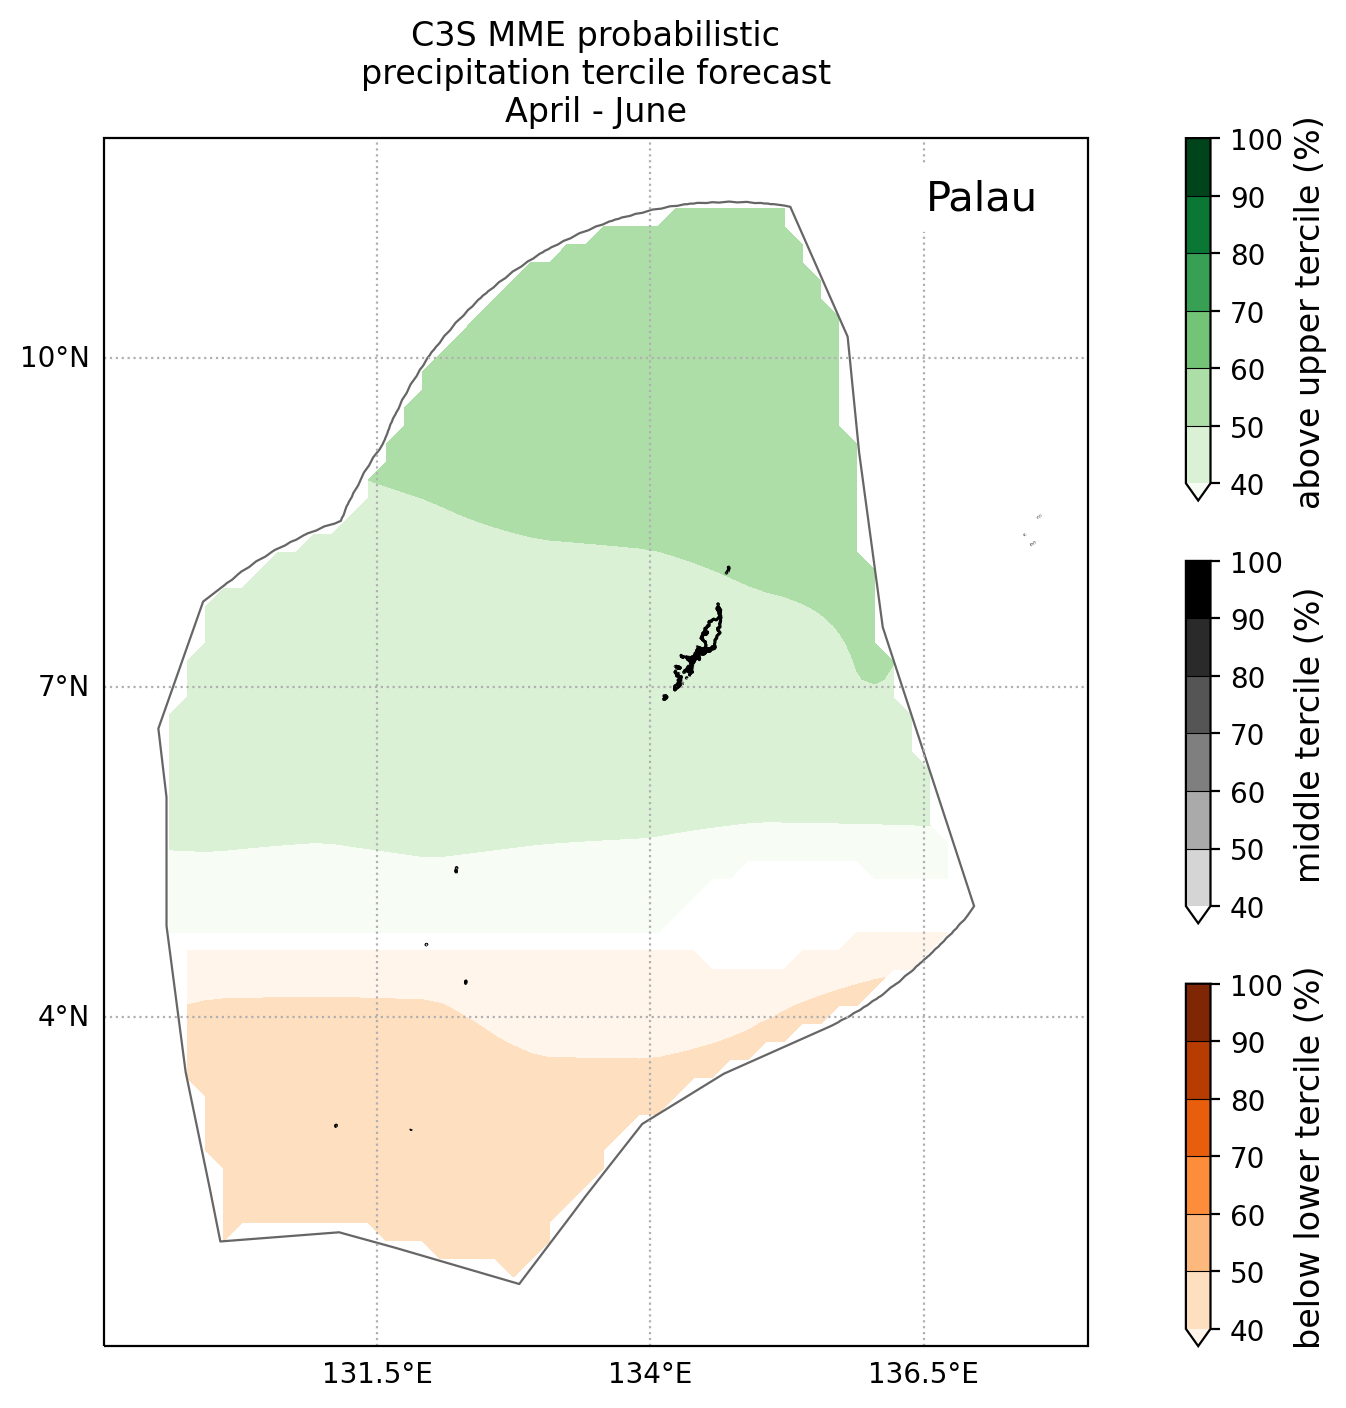 C3S MME probabilistic
precipitation tercile forecast
April - June
Palau
10°N
7°N
4°N
131.5°E
134°E
136.5°E
100
90
80
70
60
50
40
above upper tercile (%)
100
90
80
70
60
50
40
middle tercile (%)
100
90
80
70
60
50
40
below lower tercile (%)